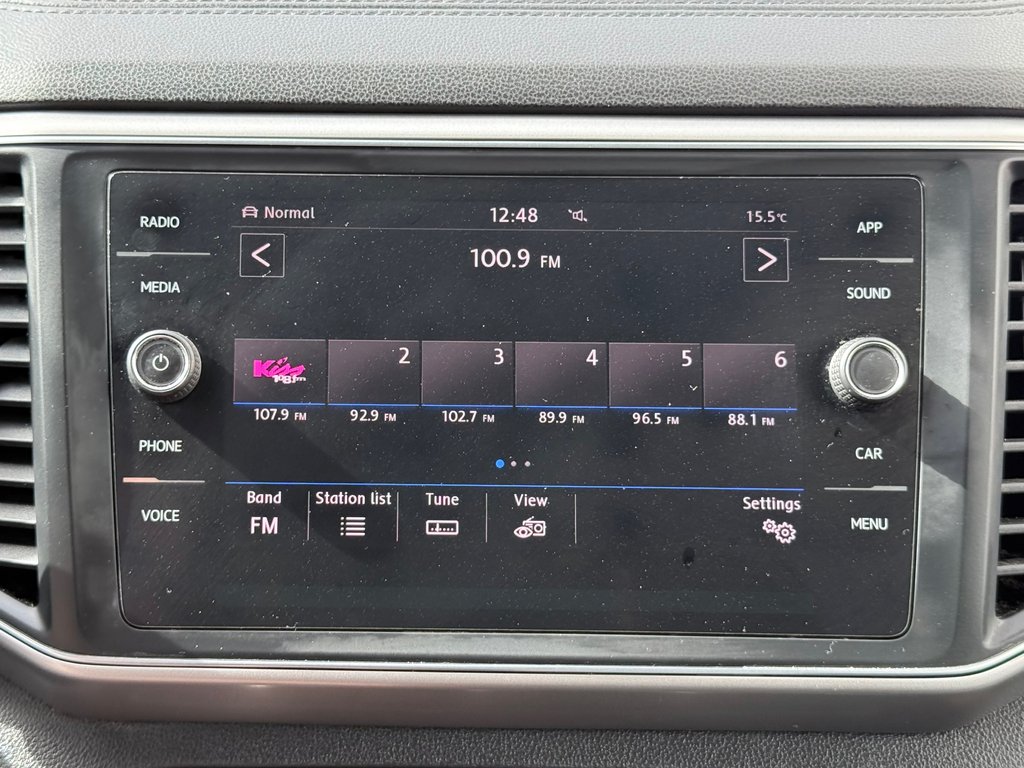 RADIO
MEDIA
PHONE
VOICE
Normal 12:48 15.5°C
100.9 FM
Kiss 2 3 4 5 6
107.9 FM 92.9 FM 102.7 FM 89.9 FM 96.5 FM 88.1 FM
Band Station list Tune View Settings
FM
APP
SOUND
CAR
MENU